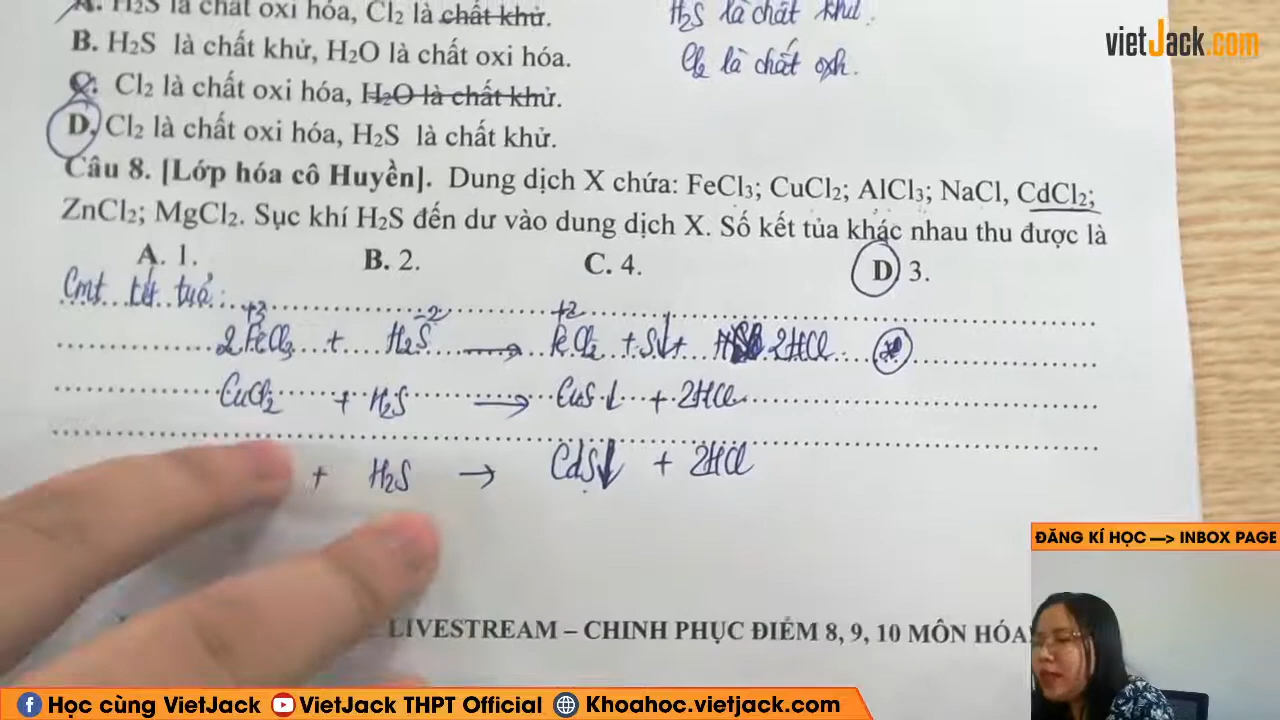 A. H₂S là chất oxi hóa, Cl₂ là chất khử.
H₂S là chất khử.
vietJack.com
B. H₂S là chất khử, H₂O là chất oxi hóa.
Cl₂ là chất oxh.
C. Cl₂ là chất oxi hóa, H₂O là chất khử.
D. Cl₂ là chất oxi hóa, H₂S là chất khử.
Câu 8. [Lớp hóa cô Huyền]. Dung dịch X chứa: FeCl₃; CuCl₂; AlCl₃; NaCl, CdCl₂;
ZnCl₂; MgCl₂. Sục khí H₂S đến dư vào dung dịch X. Số kết tủa khác nhau thu được là
A. 1. B. 2. C. 4. D. 3.
+3 -2 +2
2FeCl₃ + H₂S → FeCl₂ + S↓ + 2HCl
CuCl₂ + H₂S → CuS↓ + 2HCl
+ H₂S → CdS↓ + 2HCl
LIVESTREAM – CHINH PHỤC ĐIỂM 8, 9, 10 MÔN HÓA
ĐĂNG KÍ HỌC —> INBOX PAGE
Học cùng VietJack VietJack THPT Official Khoahoc.vietjack.com